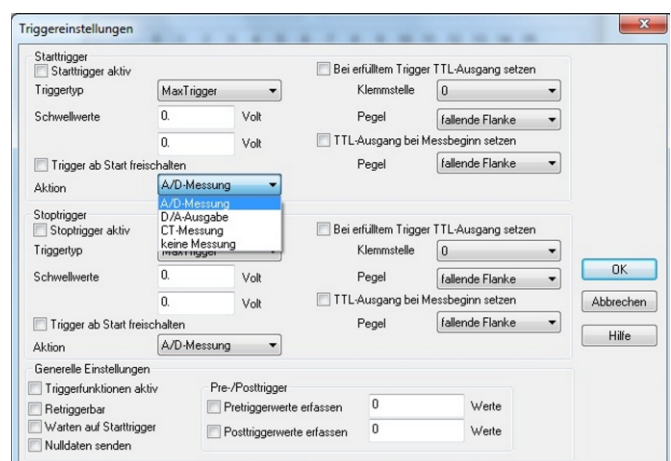 Triggereinstellungen
Starttrigger
Starttrigger aktiv
Triggertyp
MaxTrigger
Schwellwerte
0.
Volt
0.
Volt
Trigger ab Start freischalten
Aktion
A/D-Messung
A/D-Messung
D/A-Ausgabe
CT-Messung
keine Messung
Bei erfülltem Trigger TTL-Ausgang setzen
Klemmstelle
0
Pegel
fallende Flanke
TTL-Ausgang bei Messbeginn setzen
Pegel
fallende Flanke
Stoptrigger
Stoptrigger aktiv
Triggertyp
MaxTrigger
Schwellwerte
0.
Volt
0.
Volt
Trigger ab Start freischalten
Aktion
A/D-Messung
Bei erfülltem Trigger TTL-Ausgang setzen
Klemmstelle
0
Pegel
fallende Flanke
TTL-Ausgang bei Messbeginn setzen
Pegel
fallende Flanke
OK
Abbrechen
Hilfe
Generelle Einstellungen
Triggerfunktionen aktiv
Retriggerbar
Warten auf Starttrigger
Nulldaten senden
Pre-/Posttrigger
Pretriggerwerte erfassen
0
Werte
Posttriggerwerte erfassen
0
Werte